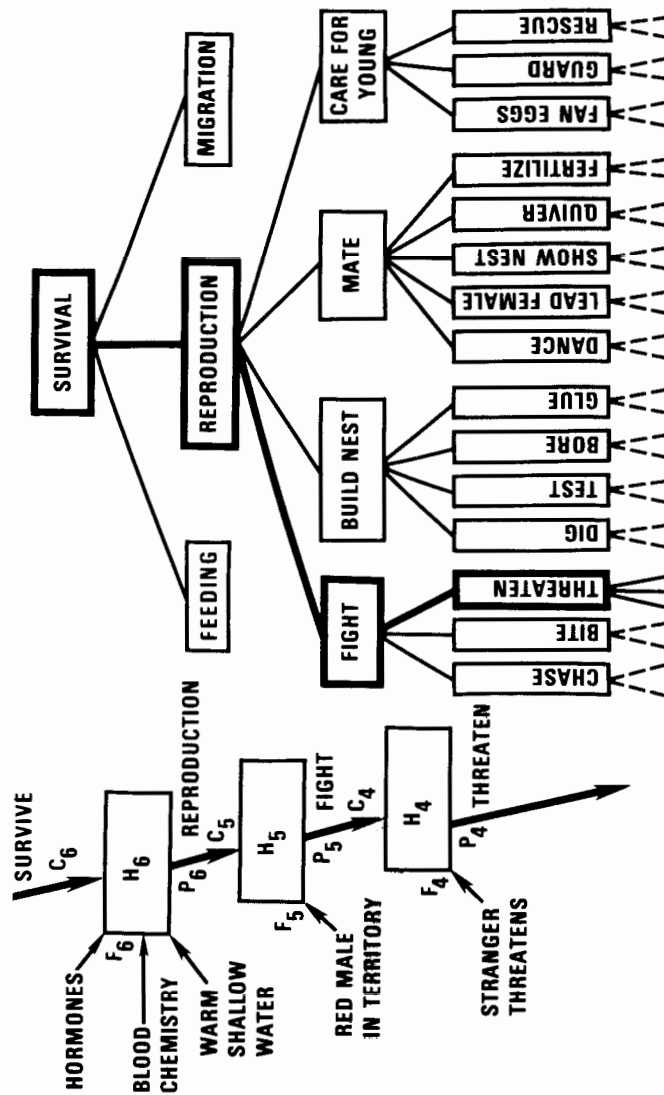 SURVIVE
C6
HORMONES
F6
H6
BLOOD
CHEMISTRY
WARM
SHALLOW
WATER
P6
REPRODUCTION
C5
H5
F5
RED MALE
IN TERRITORY
P5
FIGHT
C4
H4
F4
STRANGER
THREATENS
P4
THREATEN
SURVIVAL
FEEDING
REPRODUCTION
MIGRATION
FIGHT
BUILD NEST
MATE
CARE FOR
YOUNG
CHASE
BITE
THREATEN
DIG
TEST
BORE
GLUE
DANCE
LEAD FEMALE
SHOW NEST
QUIVER
FERTILIZE
FAN EGGS
GUARD
RESCUE